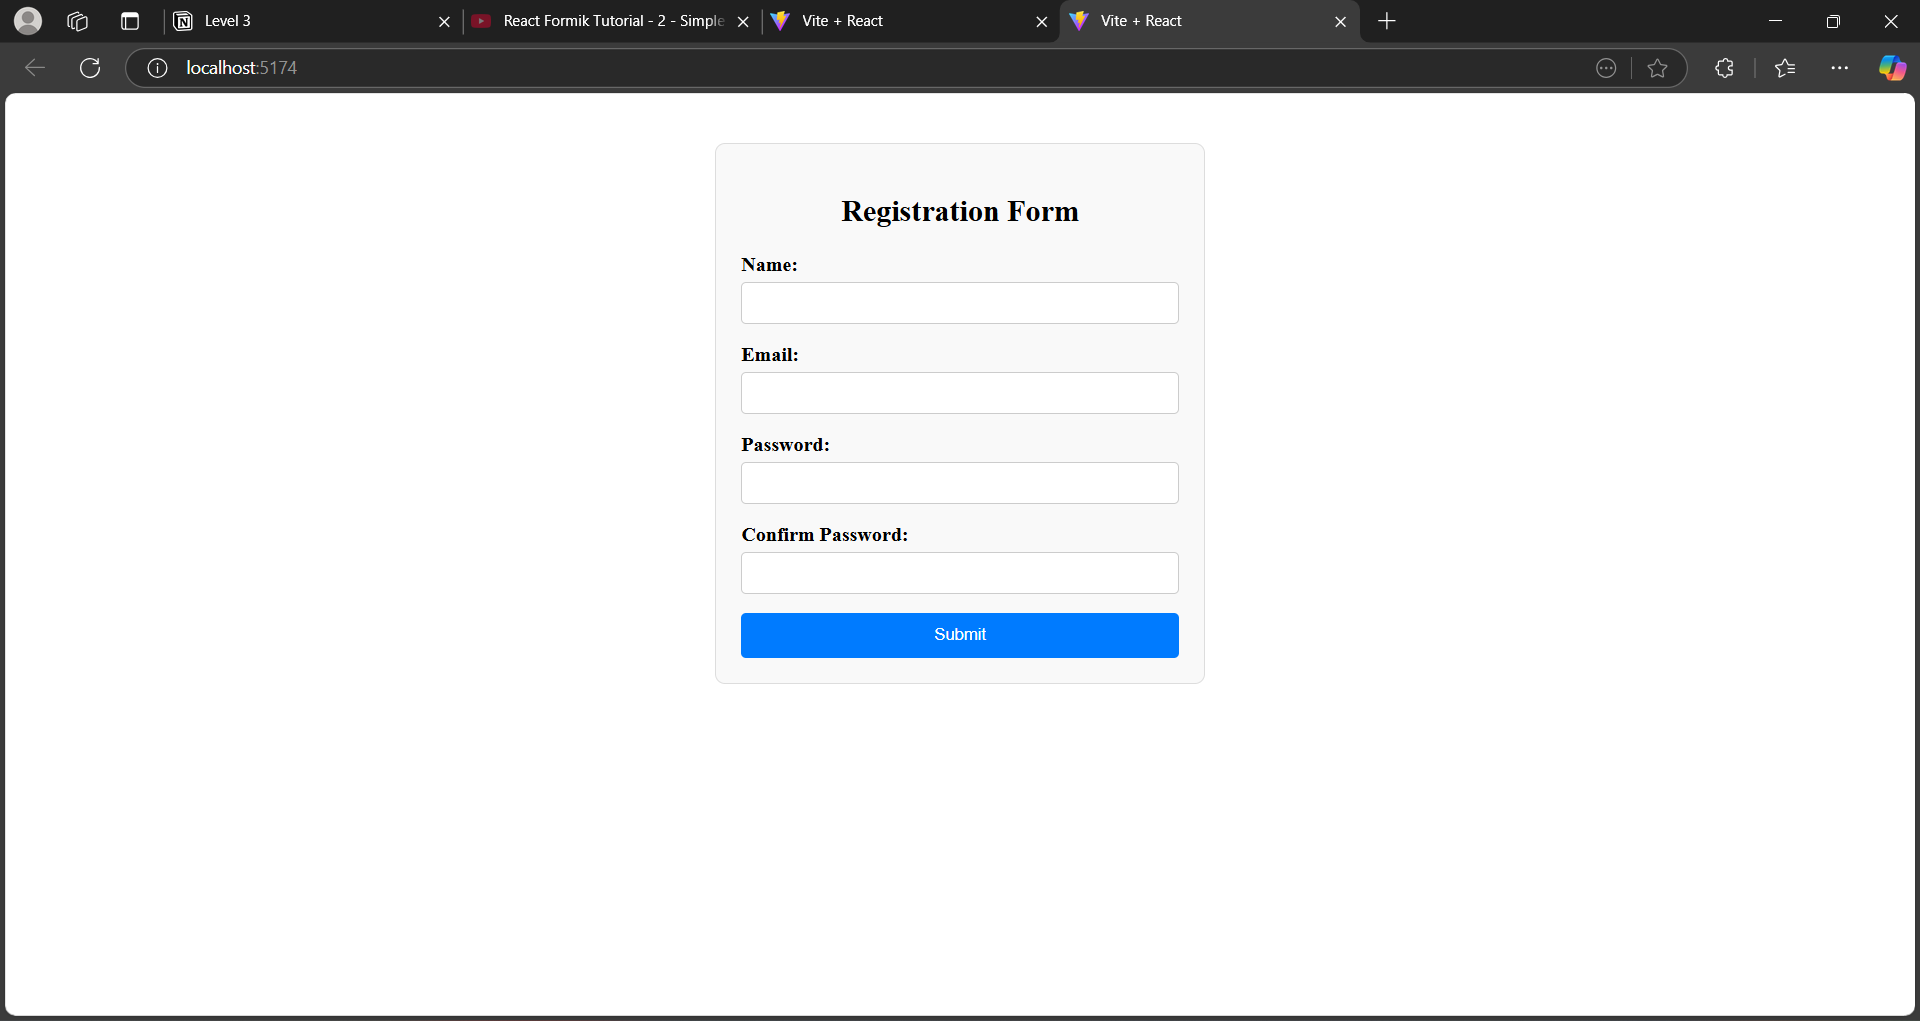 Level 3
React Formik Tutorial - 2 - Simple
Vite + React
Vite + React
localhost:5174
Registration Form
Name:
Email:
Password:
Confirm Password:
Submit